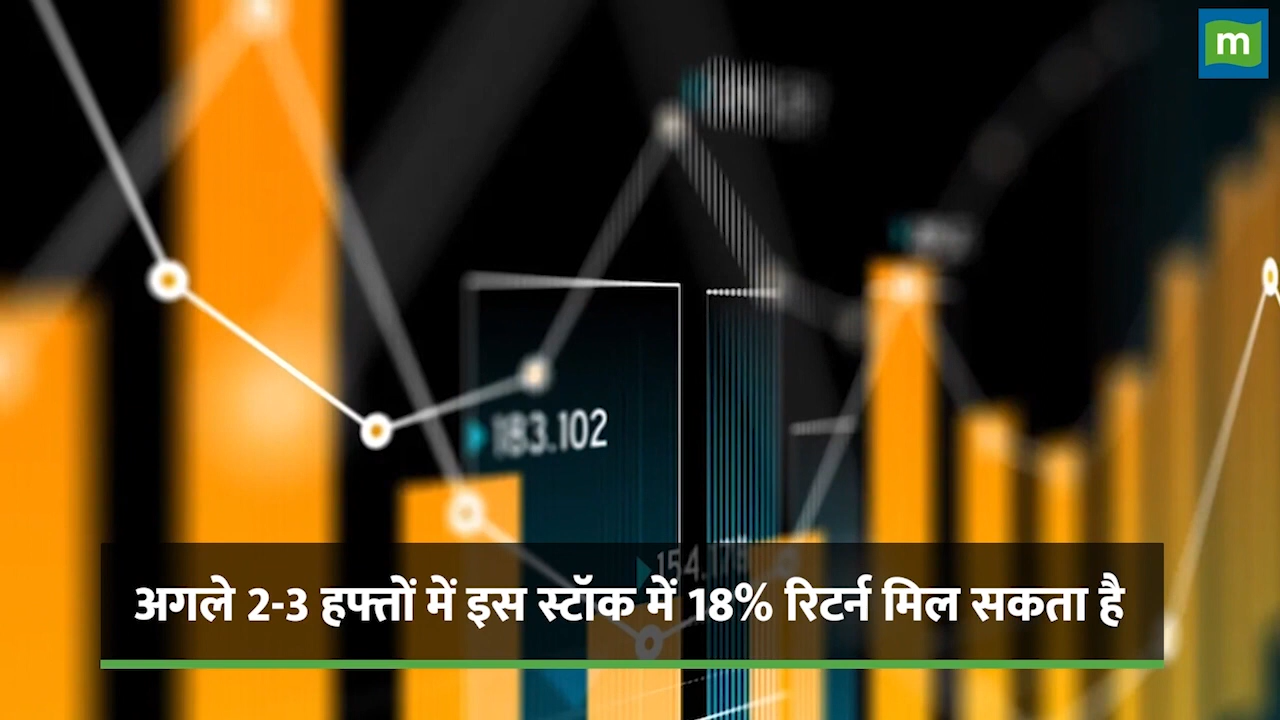 m
183.102
अगले 2-3 हफ्तों में इस स्टॉक में 18% रिटर्न मिल सकता है